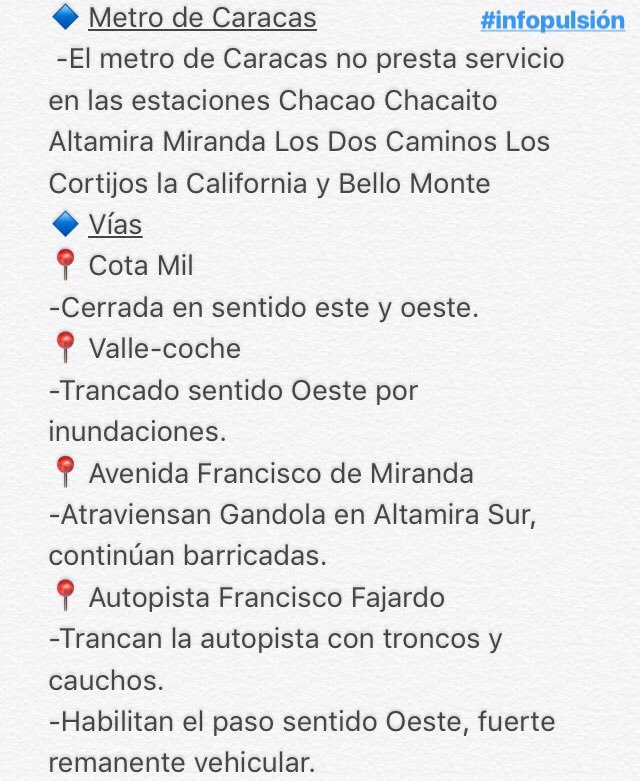 🔷 Metro de Caracas #infopulsión
-El metro de Caracas no presta servicio
en las estaciones Chacao Chacaito
Altamira Miranda Los Dos Caminos Los
Cortijos la California y Bello Monte
🔷 Vías
📍 Cota Mil
-Cerrada en sentido este y oeste.
📍 Valle-coche
-Trancado sentido Oeste por
inundaciones.
📍 Avenida Francisco de Miranda
-Atraviensan Gandola en Altamira Sur,
continúan barricadas.
📍 Autopista Francisco Fajardo
-Trancan la autopista con troncos y
cauchos.
-Habilitan el paso sentido Oeste, fuerte
remanente vehicular.